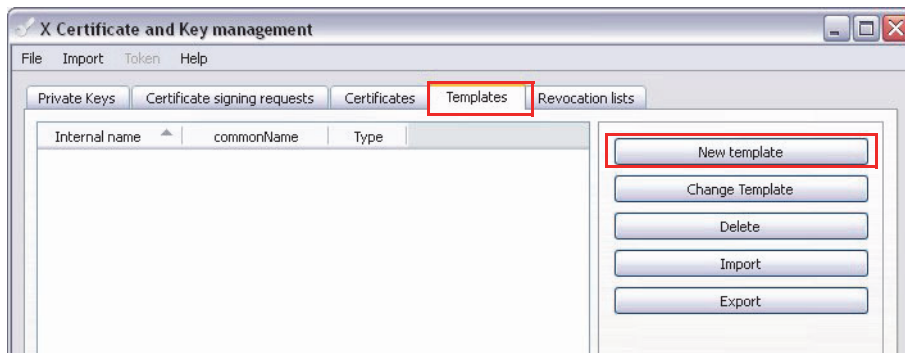 X Certificate and Key management
File Import Token Help
Private Keys Certificate signing requests Certificates Templates Revocation lists
Internal name commonName Type
New template
Change Template
Delete
Import
Export